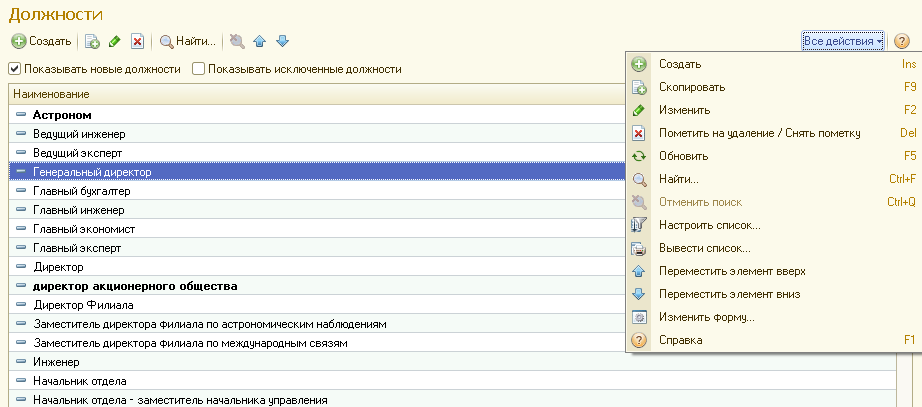 Должности
Создать Найти... Все действия
Показывать новые должности Показывать исключенные должности
Наименование
Астроном
Ведущий инженер
Ведущий эксперт
Генеральный директор
Главный бухгалтер
Главный инженер
Главный экономист
Главный эксперт
Директор
директор акционерного общества
Директор Филиала
Заместитель директора филиала по астрономическим наблюдениям
Заместитель директора филиала по международным связям
Инженер
Начальник отдела
Начальник отдела - заместитель начальника управления
Создать Ins
Скопировать F9
Изменить F2
Пометить на удаление / Снять пометку Del
Обновить F5
Найти... Ctrl+F
Отменить поиск Ctrl+Q
Настроить список...
Вывести список...
Переместить элемент вверх
Переместить элемент вниз
Изменить форму...
Справка F1